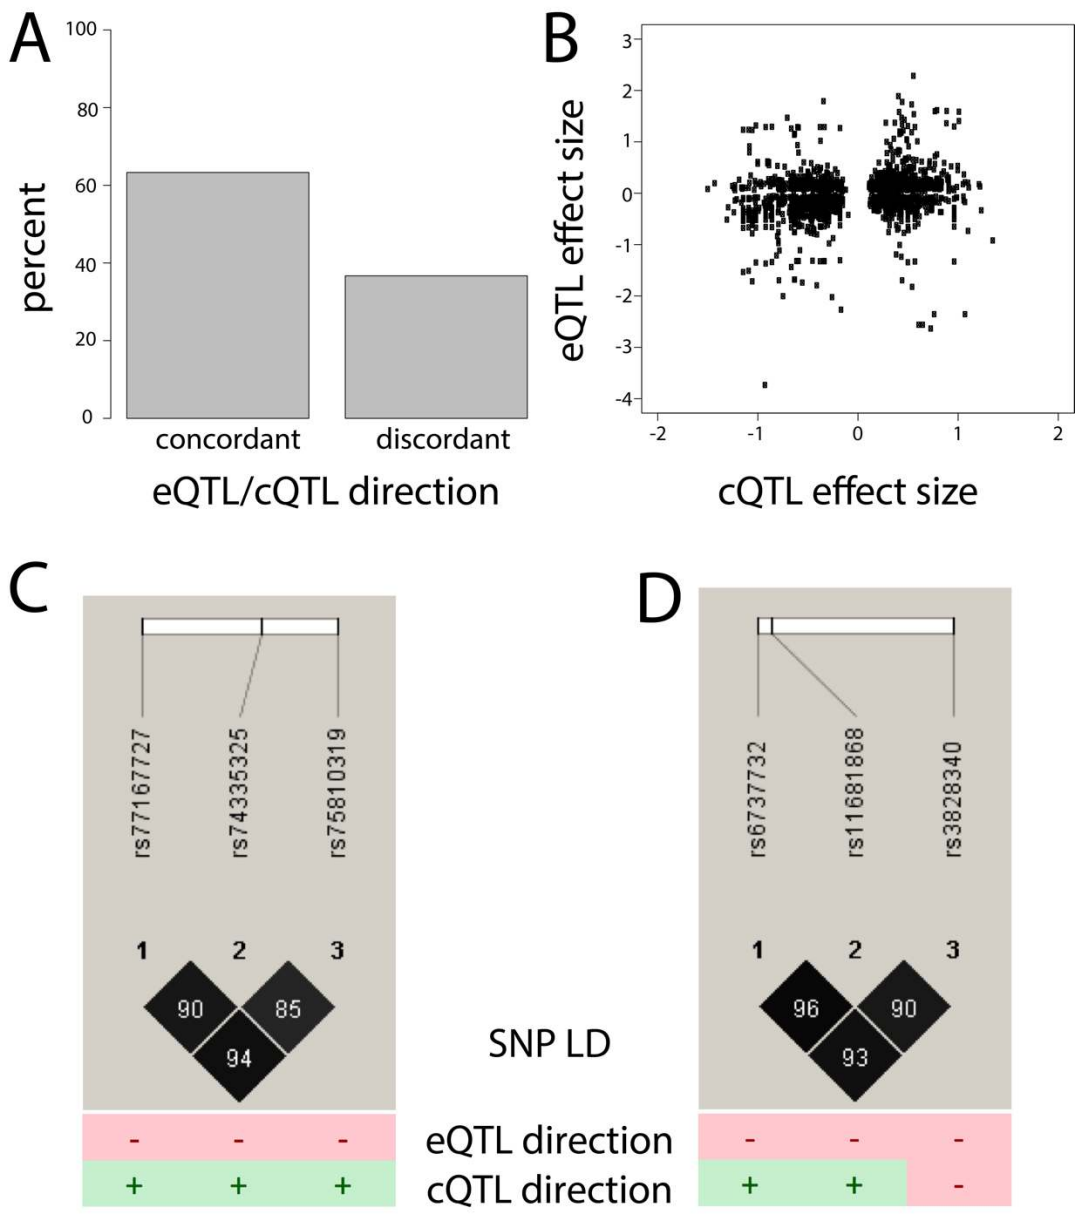 A
100
80
60
40
20
0
percent
concordant discordant
eQTL/cQTL direction
B
3
2
1
0
-1
-2
-3
-4
eQTL effect size
-2 -1 0 1 2
cQTL effect size
C
rs77167727
rs74335325
rs75810319
1 2 3
90 85
94
D
rs6737732
rs11681868
rs3828340
1 2 3
96 90
93
SNP LD
- - - eQTL direction - - -
+ + + cQTL direction + + -